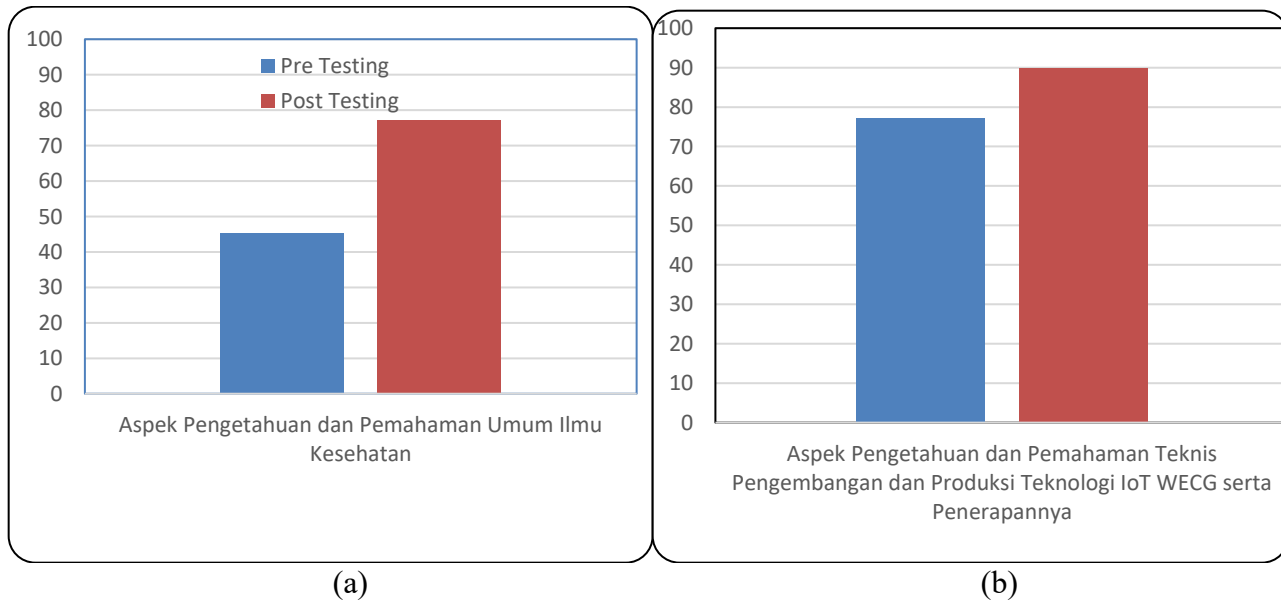 100
90
80
70
60
50
40
30
20
10
0
Pre Testing
Post Testing
Aspek Pengetahuan dan Pemahaman Umum Ilmu
Kesehatan
(a)
100
90
80
70
60
50
40
30
20
10
0
Aspek Pengetahuan dan Pemahaman Teknis
Pengembangan dan Produksi Teknologi IoT WECG serta
Penerapannya
(b)